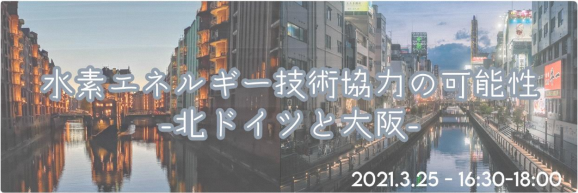 水素エネルギー技術協力の可能性
-北ドイツと大阪-
2021.3.25 - 16:30-18:00